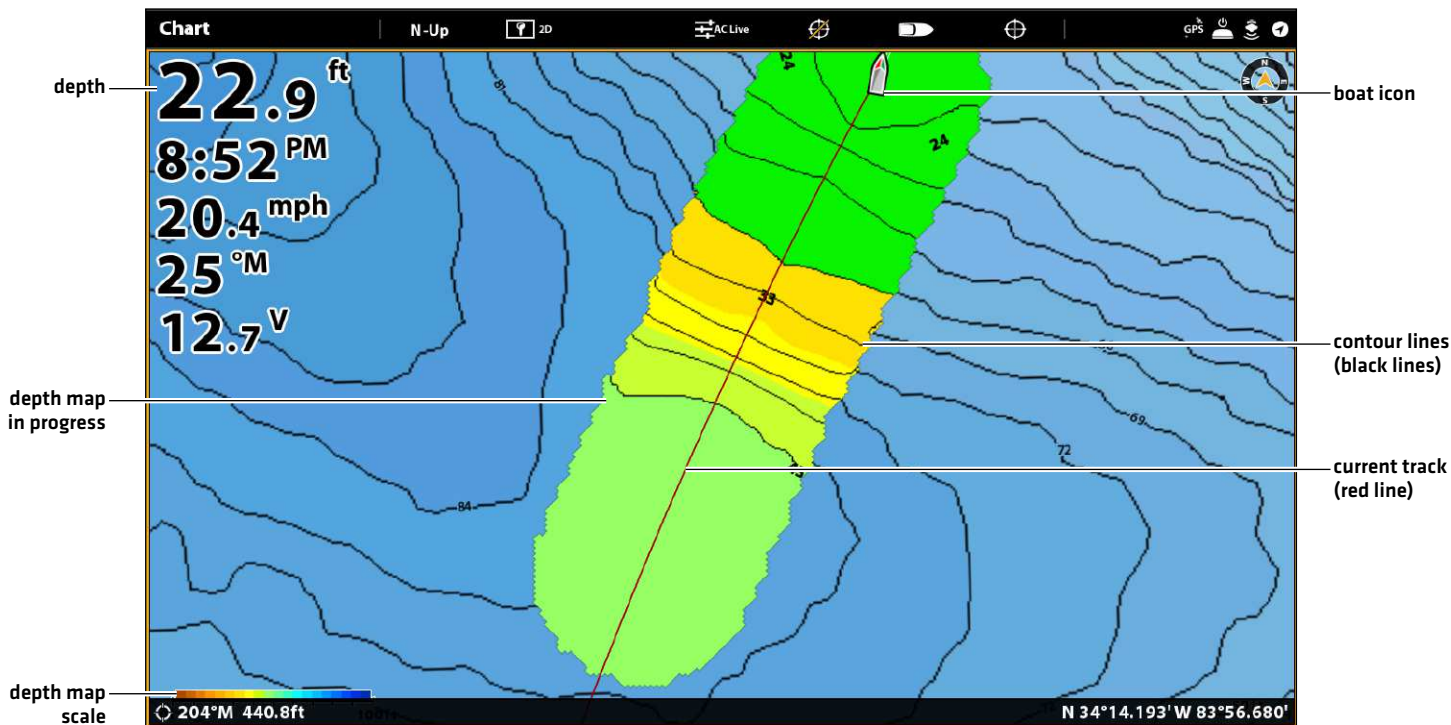 Chart N-Up 2D AC Live GPS
depth
22.9 ft
8:52 PM
20.4 mph
25 °M
12.7 V
24
81
24
33
69
72
84
boat icon
contour lines
(black lines)
depth map
in progress
current track
(red line)
depth map
scale
N
W
E
S
204°M 440.8ft
100ft
N 34°14.193' W 83°56.680'